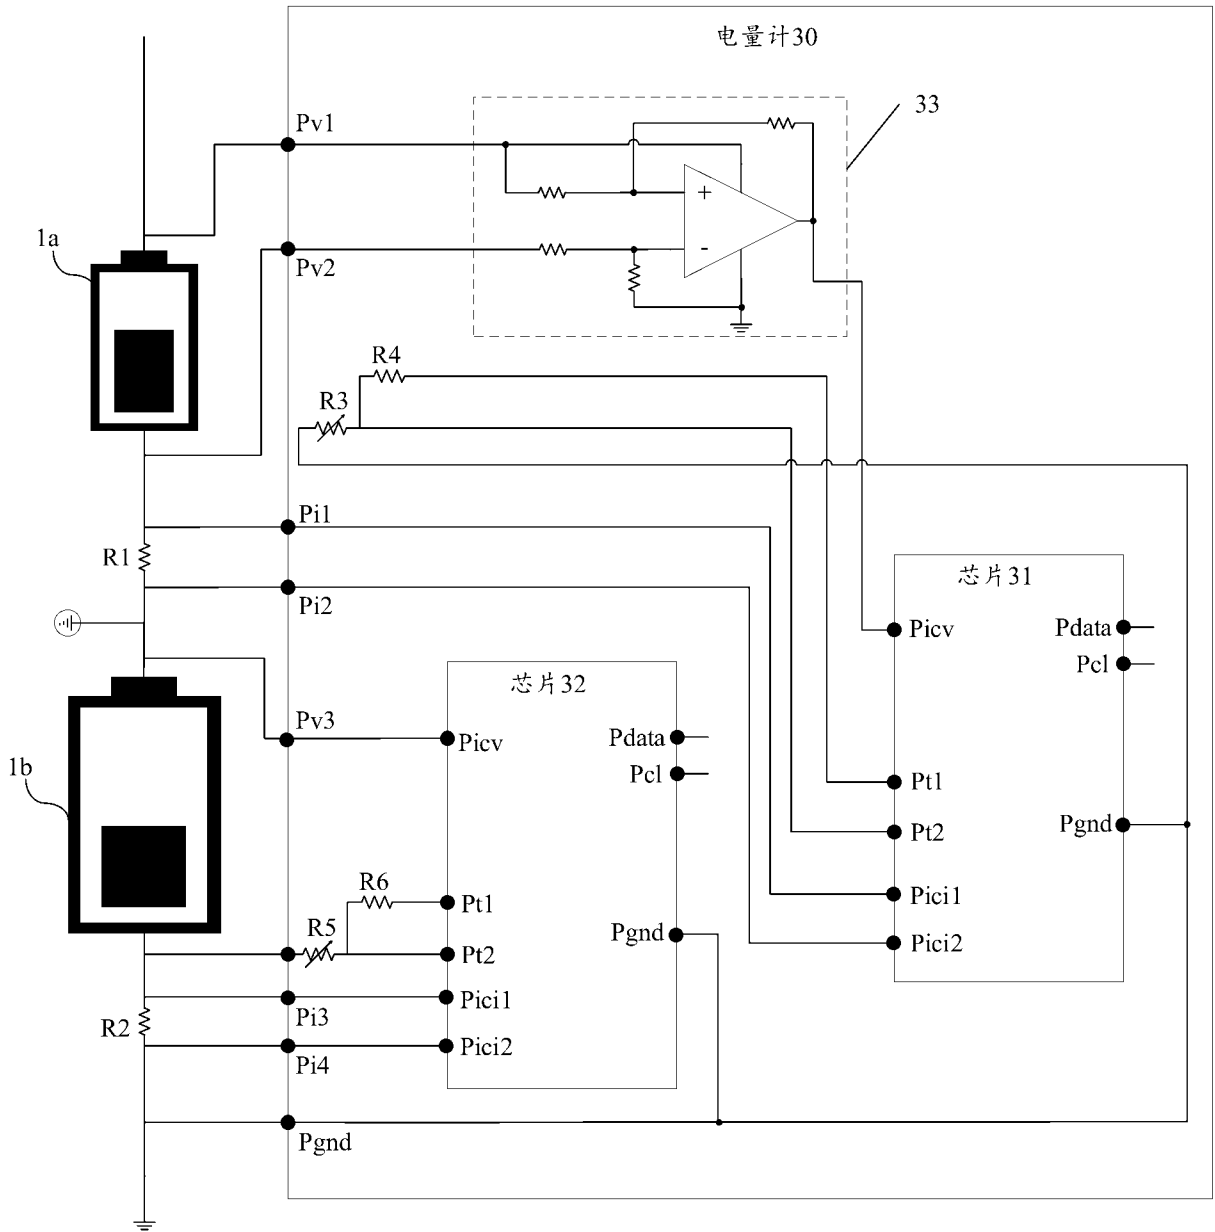 电量计30
33
Pv1
1a
+
Pv2
-
R4
R3
Pi1
R1
芯片31
Pi2
Picv
Pdata
Pcl
芯片32
Pv3
Picv
Pdata
1b
Pcl
Pt1
Pt2
Pgnd
R6
Pt1
Pici1
R5
Pgnd
Pici2
Pt2
Pici1
Pi3
R2
Pici2
Pi4
Pgnd